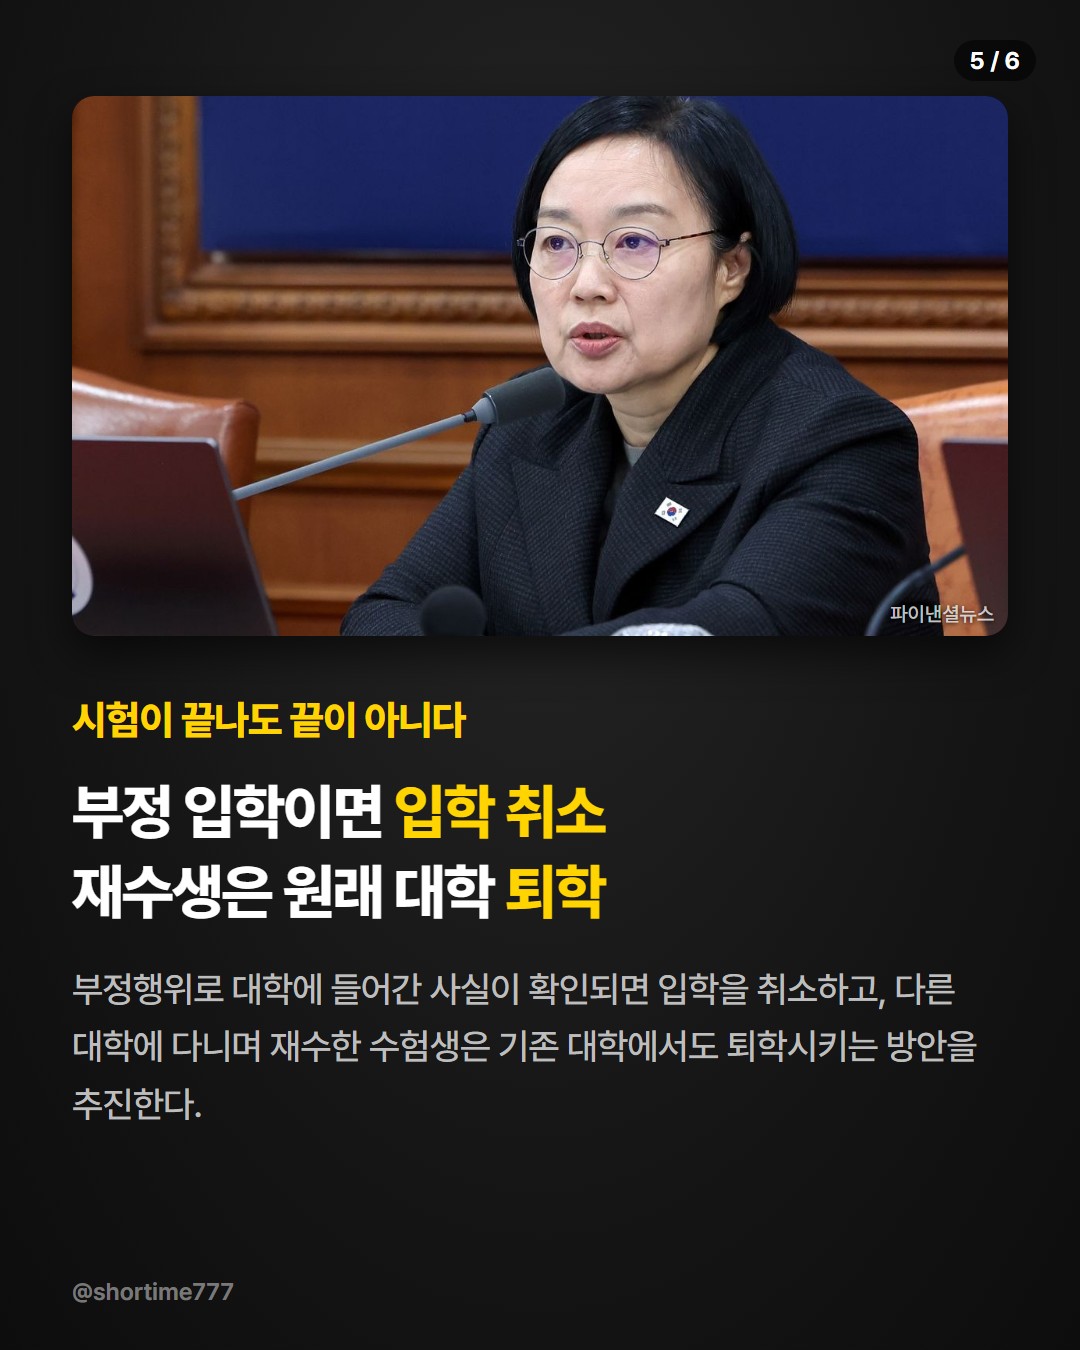 5 / 6
파이낸셜뉴스
시험이 끝나도 끝이 아니다
부정 입학이면 입학 취소
재수생은 원래 대학 퇴학
부정행위로 대학에 들어간 사실이 확인되면 입학을 취소하고, 다른
대학에 다니며 재수한 수험생은 기존 대학에서도 퇴학시키는 방안을
추진한다.
@shortime777